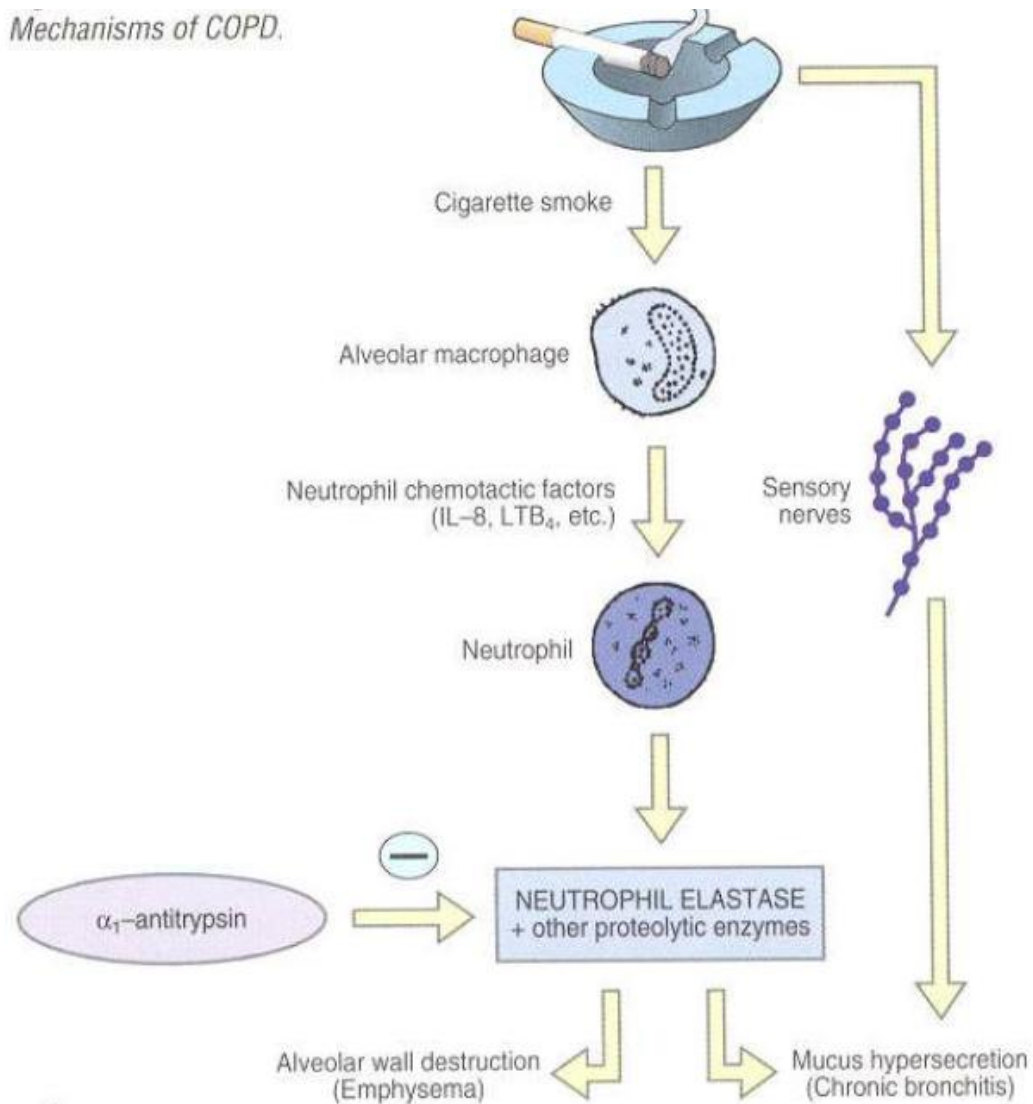 Mechanisms of COPD.
Cigarette smoke
Alveolar macrophage
Neutrophil chemotactic factors
(IL–8, LTB₄, etc.)
Sensory
nerves
Neutrophil
α₁–antitrypsin
NEUTROPHIL ELASTASE
+ other proteolytic enzymes
Alveolar wall destruction
(Emphysema)
Mucus hypersecretion
(Chronic bronchitis)